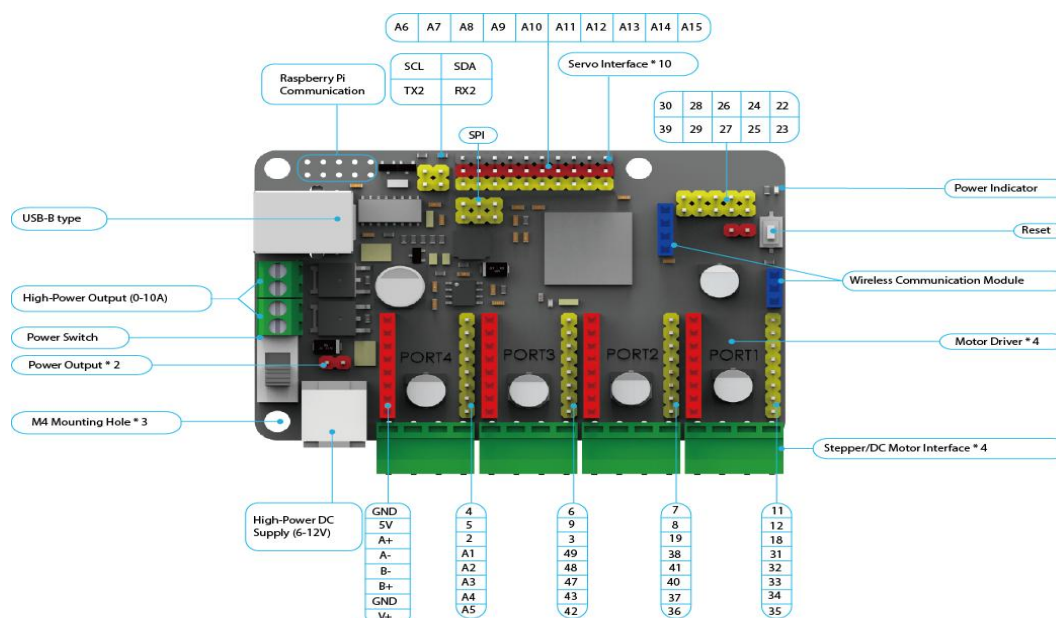 A6 A7 A8 A9 A10 A11 A12 A13 A14 A15
SCL SDA
TX2 RX2
Servo Interface * 10
Raspberry Pi
Communication
30 28 26 24 22
39 29 27 25 23
SPI
Power Indicator
USB-B type
Reset
Wireless Communication Module
High-Power Output (0-10A)
Power Switch
Motor Driver * 4
PORT4 PORT3 PORT2 PORT1
Power Output * 2
M4 Mounting Hole * 3
Stepper/DC Motor Interface * 4
High-Power DC
Supply (6-12V)
GND
5V
A+
A-
B-
B+
GND
V+
4
5
2
A1
A2
A3
A4
A5
6
9
3
49
48
47
43
42
7
8
19
38
41
40
37
36
11
12
18
31
32
33
34
35